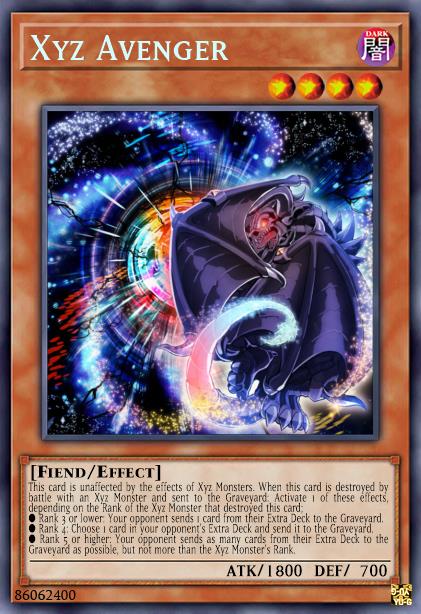 Xyz Avenger
DARK
闇
[Fiend/Effect]
This card is unaffected by the effects of Xyz Monsters. When this card is destroyed by
battle with an Xyz Monster and sent to the Graveyard: Activate 1 of these effects,
depending on the Rank of the Xyz Monster that destroyed this card;
● Rank 3 or lower: Your opponent sends 1 card from their Extra Deck to the Graveyard.
● Rank 4: Choose 1 card in your opponent's Extra Deck and send it to the Graveyard.
● Rank 5 or higher: Your opponent sends as many cards from their Extra Deck to the
Graveyard as possible, but not more than the Xyz Monster's Rank.
ATK/1800 DEF/ 700
86062400